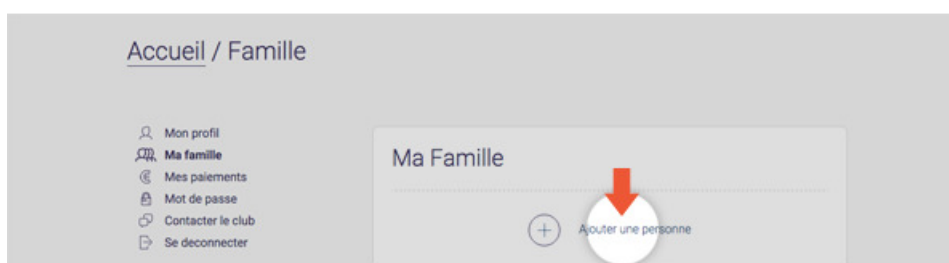 Accueil / Famille
Mon profil
Ma famille
Mes paiements
Mot de passe
Contacter le club
Se deconnecter
Ma Famille
Ajouter une personne